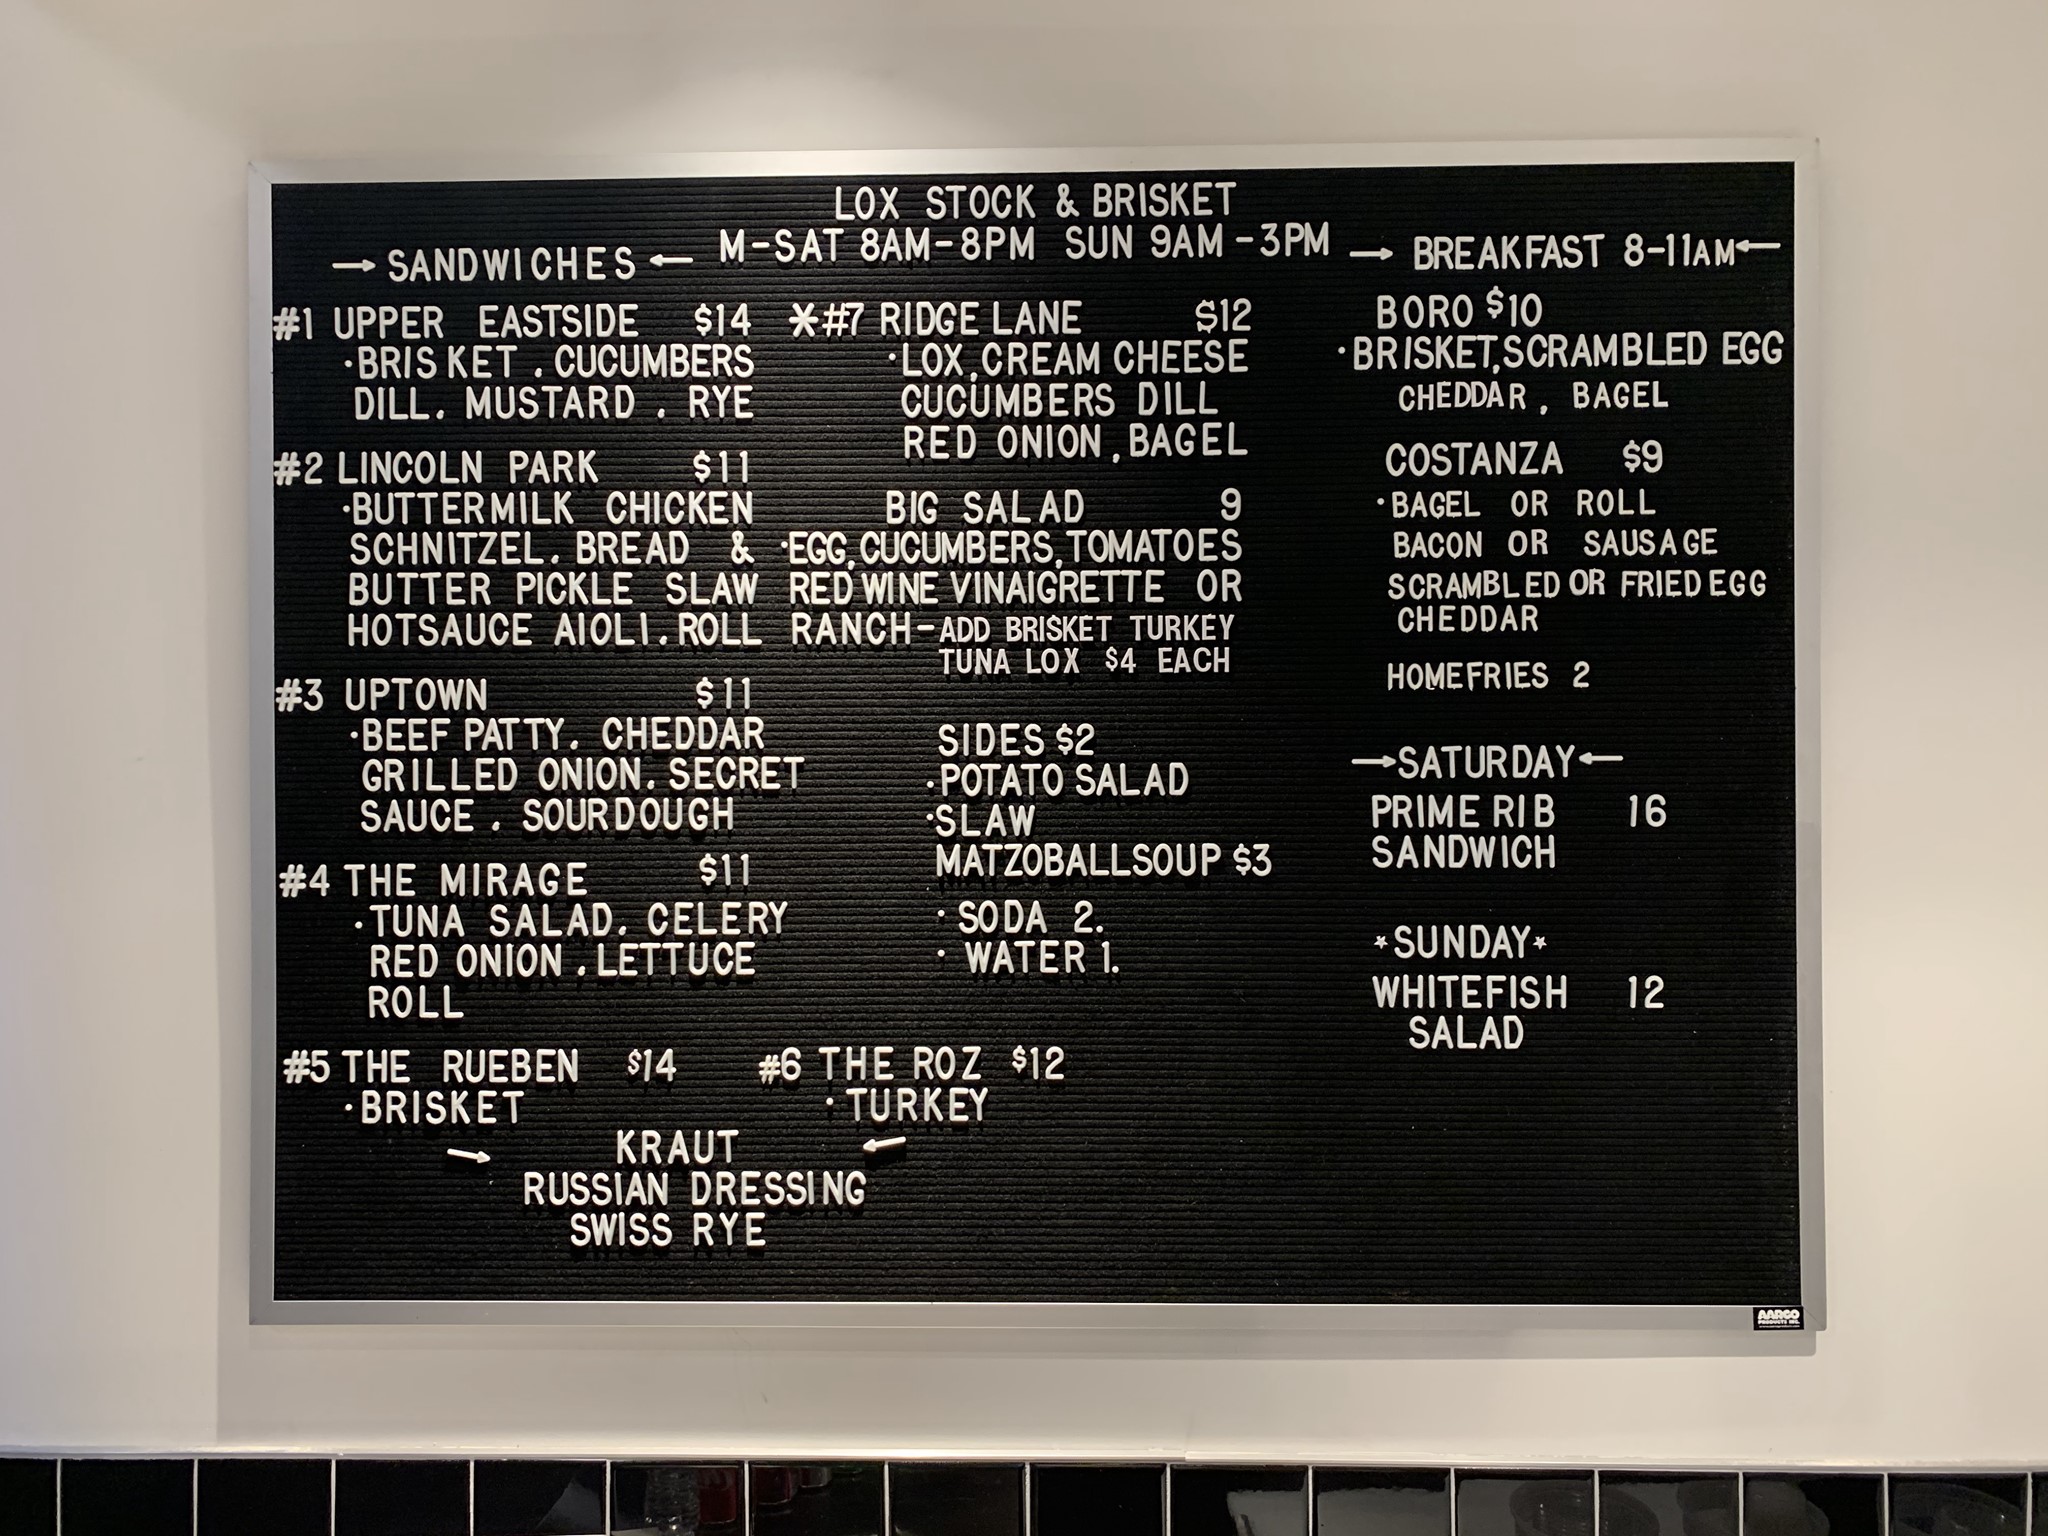 LOX STOCK & BRISKET
M-SAT 8AM-8PM SUN 9AM-3PM
→ SANDWICHES ←
#1 UPPER EASTSIDE $14
·BRISKET . CUCUMBERS
DILL. MUSTARD . RYE
#2 LINCOLN PARK $11
·BUTTERMILK CHICKEN
SCHNITZEL. BREAD &
BUTTER PICKLE SLAW
HOTSAUCE AIOLI.ROLL
#3 UPTOWN $11
·BEEF PATTY. CHEDDAR
GRILLED ONION. SECRET
SAUCE . SOURDOUGH
#4 THE MIRAGE $11
·TUNA SALAD. CELERY
RED ONION .LETTUCE
ROLL
#5 THE RUEBEN $14
·BRISKET
#6 THE ROZ $12
·TURKEY
→ KRAUT ←
RUSSIAN DRESSING
SWISS RYE
*#7 RIDGE LANE $12
·LOX,CREAM CHEESE
CUCUMBERS DILL
RED ONION,BAGEL
BIG SALAD 9
·EGG,CUCUMBERS,TOMATOES
RED WINE VINAIGRETTE OR
RANCH-ADD BRISKET TURKEY
TUNA LOX $4 EACH
SIDES $2
·POTATO SALAD
·SLAW
MATZOBALLSOUP $3
· SODA 2.
· WATER 1.
→ BREAKFAST 8-11AM←
BORO $10
·BRISKET,SCRAMBLED EGG
CHEDDAR, BAGEL
COSTANZA $9
·BAGEL OR ROLL
BACON OR SAUSAGE
SCRAMBLED OR FRIED EGG
CHEDDAR
HOMEFRIES 2
→SATURDAY←
PRIME RIB 16
SANDWICH
*SUNDAY*
WHITEFISH 12
SALAD
AARCO
PRODUCTS INC.